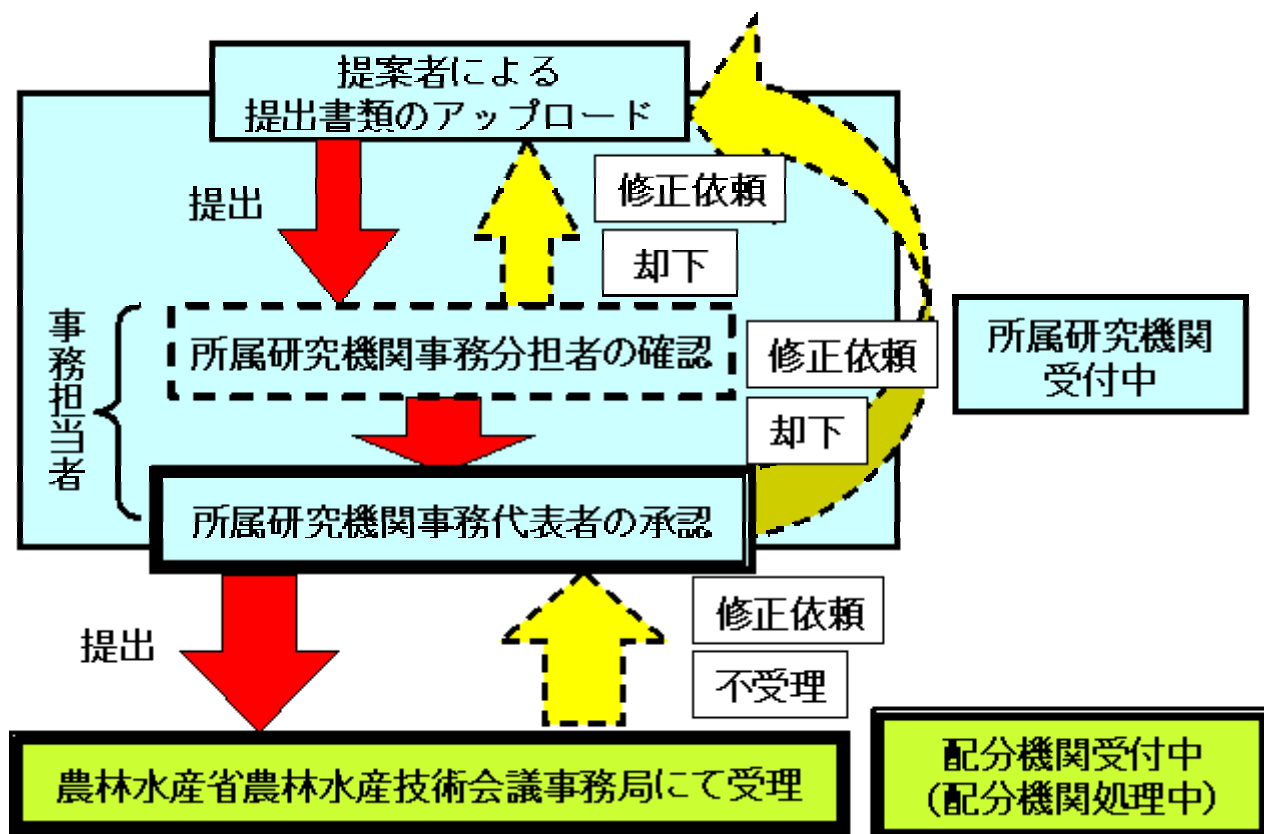 提案者による
提出書類のアップロード
提出
修正依頼
却下
事務担当者
所属研究機関事務分担者の確認
修正依頼
却下
所属研究機関
受付中
所属研究機関事務代表者の承認
提出
修正依頼
不受理
農林水産省農林水産技術会議事務局にて受理
配分機関受付中
(配分機関処理中)